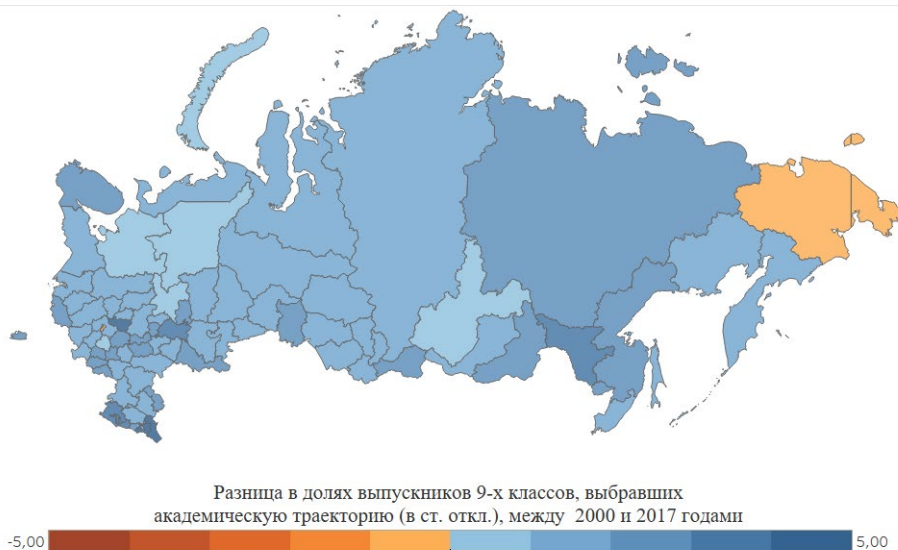 Разница в долях выпускников 9-х классов, выбравших
академическую траекторию (в ст. откл.), между 2000 и 2017 годами
-5,00 5,00